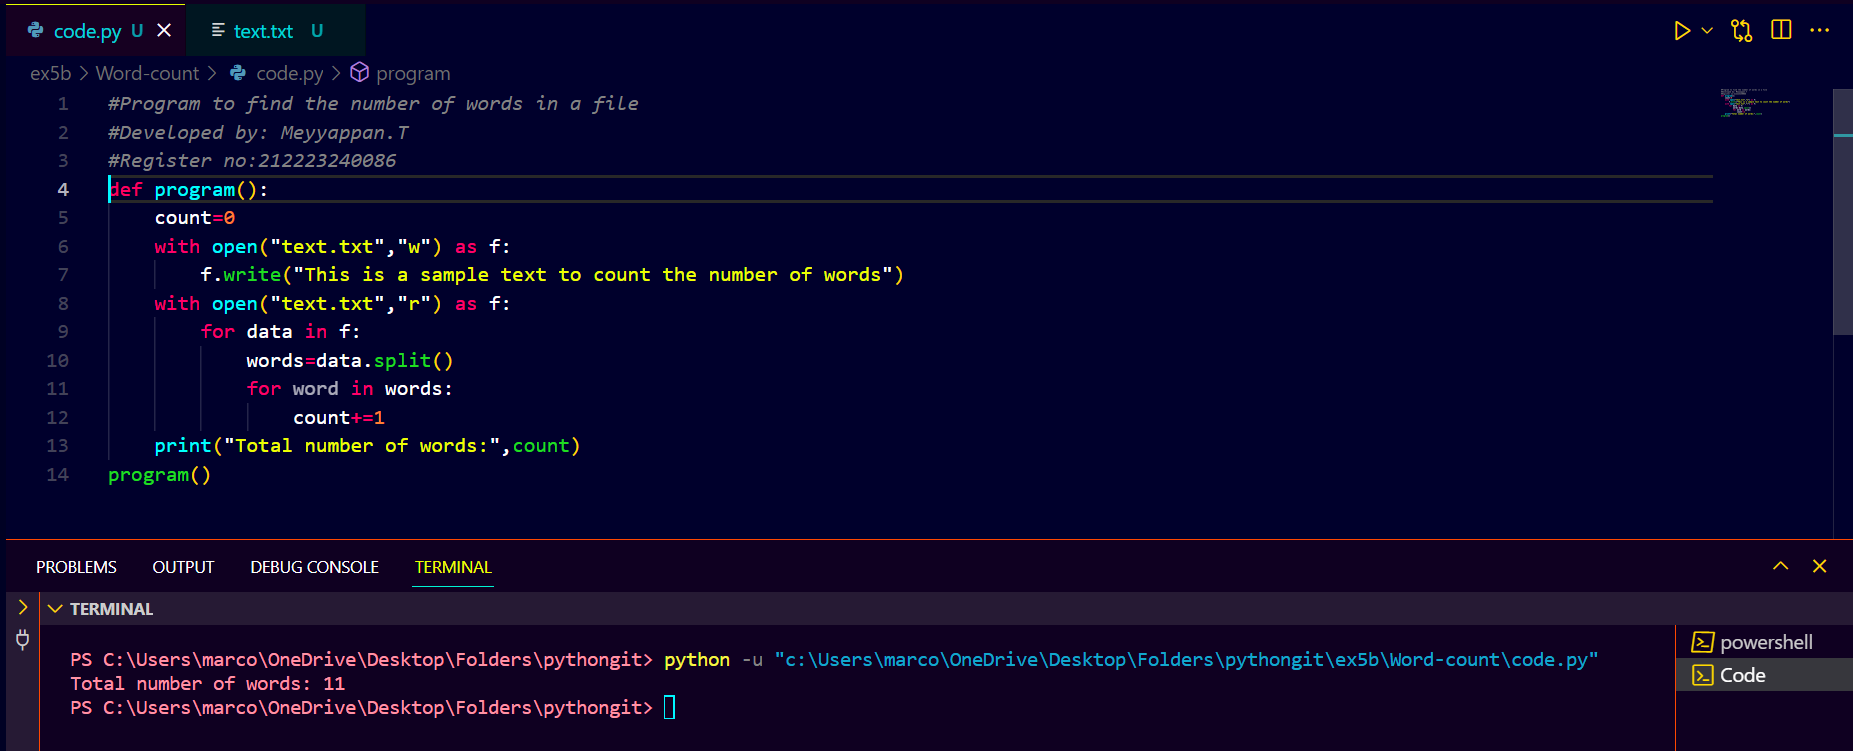 code.py U
text.txt U
ex5b > Word-count > code.py > program
1 #Program to find the number of words in a file
2 #Developed by: Meyyappan.T
3 #Register no:212223240086
4 def program():
5 count=0
6 with open("text.txt","w") as f:
7 f.write("This is a sample text to count the number of words")
8 with open("text.txt","r") as f:
9 for data in f:
10 words=data.split()
11 for word in words:
12 count+=1
13 print("Total number of words:",count)
14 program()
PROBLEMS OUTPUT DEBUG CONSOLE TERMINAL
TERMINAL
PS C:\Users\marco\OneDrive\Desktop\Folders\pythongit> python -u "c:\Users\marco\OneDrive\Desktop\Folders\pythongit\ex5b\Word-count\code.py"
Total number of words: 11
PS C:\Users\marco\OneDrive\Desktop\Folders\pythongit>
powershell
Code